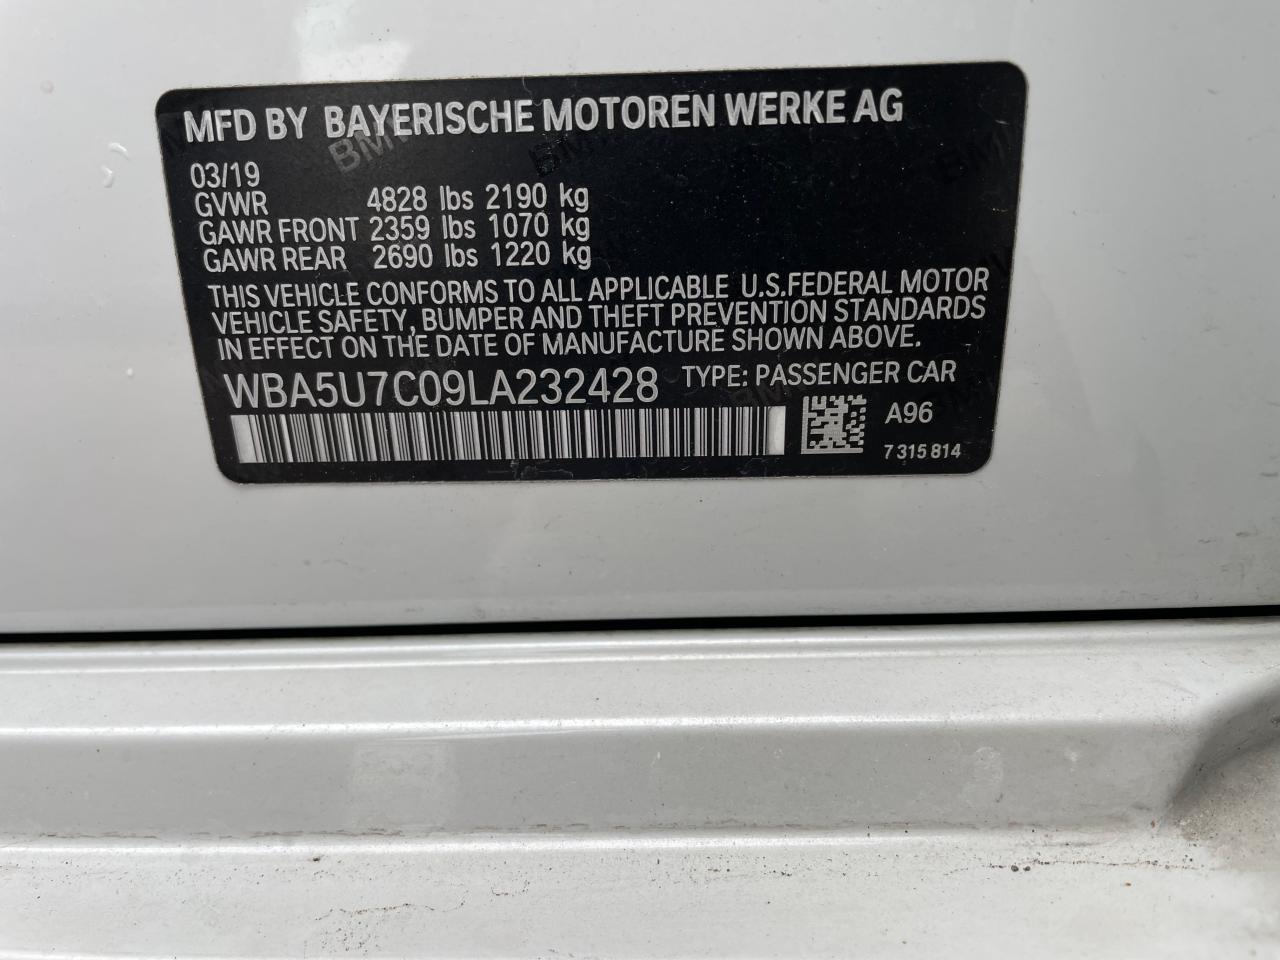 MFD BY BAYERISCHE MOTOREN WERKE AG
03/19
GVWR 4828 lbs 2190 kg
GAWR FRONT 2359 lbs 1070 kg
GAWR REAR 2690 lbs 1220 kg
THIS VEHICLE CONFORMS TO ALL APPLICABLE U.S.FEDERAL MOTOR
VEHICLE SAFETY, BUMPER AND THEFT PREVENTION STANDARDS
IN EFFECT ON THE DATE OF MANUFACTURE SHOWN ABOVE.
WBA5U7C09LA232428 TYPE: PASSENGER CAR
A96
7 315 814